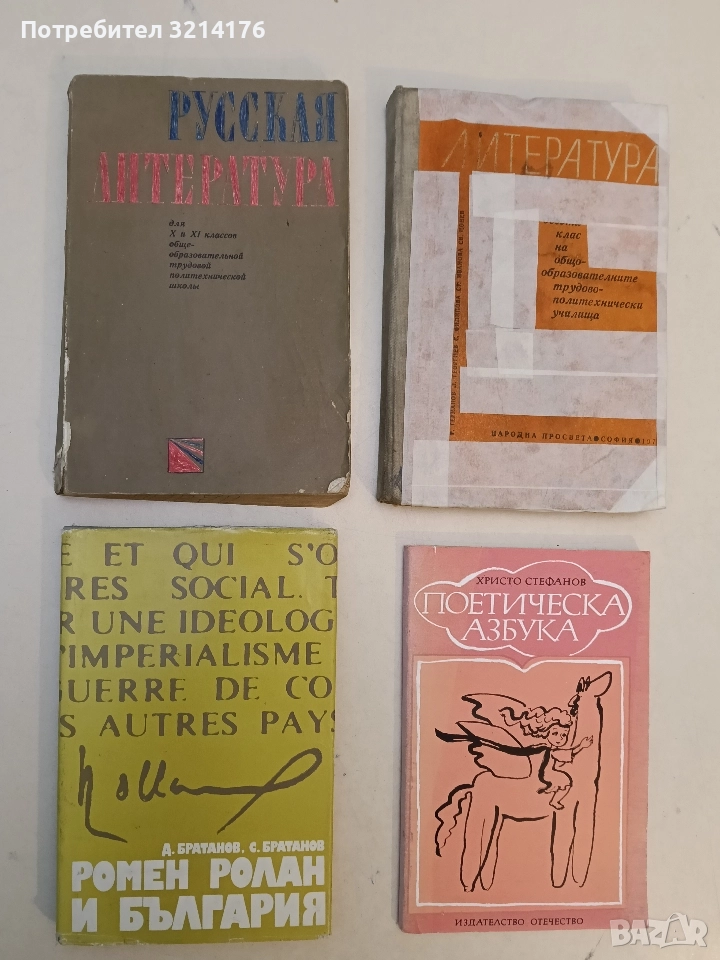 Потребител 3214176
РУССКАЯ
ЛИТЕРАТУРА
для
X и XI классов
обще-
образовательной
трудовой
политехнической
школы
ЛИТЕРАТУРА
клас
на
общо-
образователните
трудово-
политехнически
училища
НАРОДНА ПРОСВЕТА • СОФИЯ • 197
E ET QUI S'O
RES SOCIAL. T
R UNE IDEOLOG
'IMPERIALISME
GUERRE DE CO
S AUTRES PAYS
Rolland
Д. БРАТАНОВ, С. БРАТАНОВ
РОМЕН РОЛАН
И БЪЛГАРИЯ
ХРИСТО СТЕФАНОВ
ПОЕТИЧЕСКА
АЗБУКА
ИЗДАТЕЛСТВО ОТЕЧЕСТВО
BAZAR